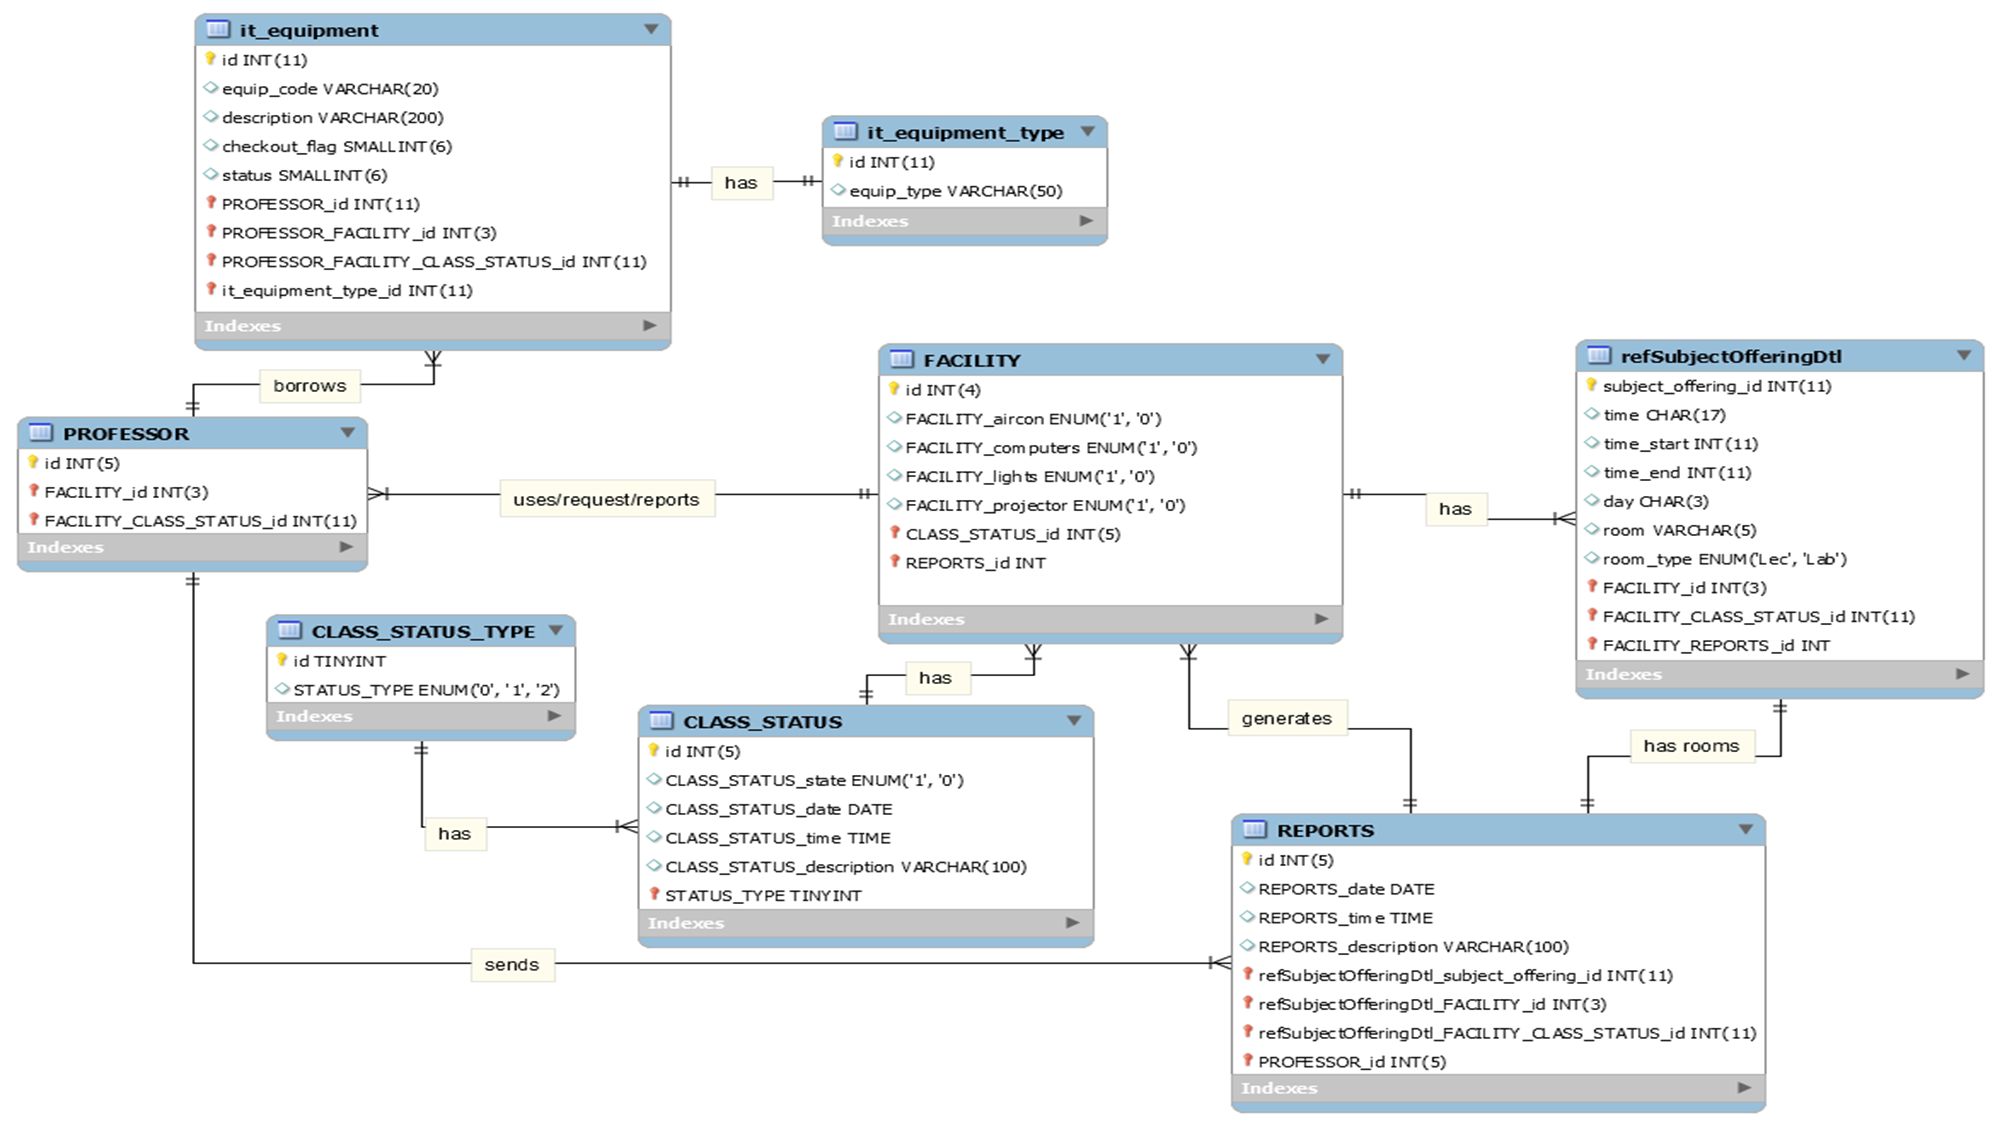 it_equipment
id INT(11)
equip_code VARCHAR(20)
description VARCHAR(200)
checkout_flag SMALLINT(6)
status SMALLINT(6)
PROFESSOR_id INT(11)
PROFESSOR_FACILITY_id INT(3)
PROFESSOR_FACILITY_CLASS_STATUS_id INT(11)
it_equipment_type_id INT(11)
Indexes
has
it_equipment_type
id INT(11)
equip_type VARCHAR(50)
Indexes
borrows
PROFESSOR
id INT(5)
FACILITY_id INT(3)
FACILITY_CLASS_STATUS_id INT(11)
Indexes
uses/request/reports
FACILITY
id INT(4)
FACILITY_aircon ENUM('1', '0')
FACILITY_computers ENUM('1', '0')
FACILITY_lights ENUM('1', '0')
FACILITY_projector ENUM('1', '0')
CLASS_STATUS_id INT(5)
REPORTS_id INT
Indexes
has
refSubjectOfferingDtl
subject_offering_id INT(11)
time CHAR(17)
time_start INT(11)
time_end INT(11)
day CHAR(3)
room VARCHAR(5)
room_type ENUM('Lec', 'Lab')
FACILITY_id INT(3)
FACILITY_CLASS_STATUS_id INT(11)
FACILITY_REPORTS_id INT
Indexes
CLASS_STATUS_TYPE
id TINYINT
STATUS_TYPE ENUM('0', '1', '2')
Indexes
has
has
CLASS_STATUS
id INT(5)
CLASS_STATUS_state ENUM('1', '0')
CLASS_STATUS_date DATE
CLASS_STATUS_time TIME
CLASS_STATUS_description VARCHAR(100)
STATUS_TYPE TINYINT
Indexes
generates
has rooms
REPORTS
id INT(5)
REPORTS_date DATE
REPORTS_time TIME
REPORTS_description VARCHAR(100)
refSubjectOfferingDtl_subject_offering_id INT(11)
refSubjectOfferingDtl_FACILITY_id INT(3)
refSubjectOfferingDtl_FACILITY_CLASS_STATUS_id INT(11)
PROFESSOR_id INT(5)
Indexes
sends